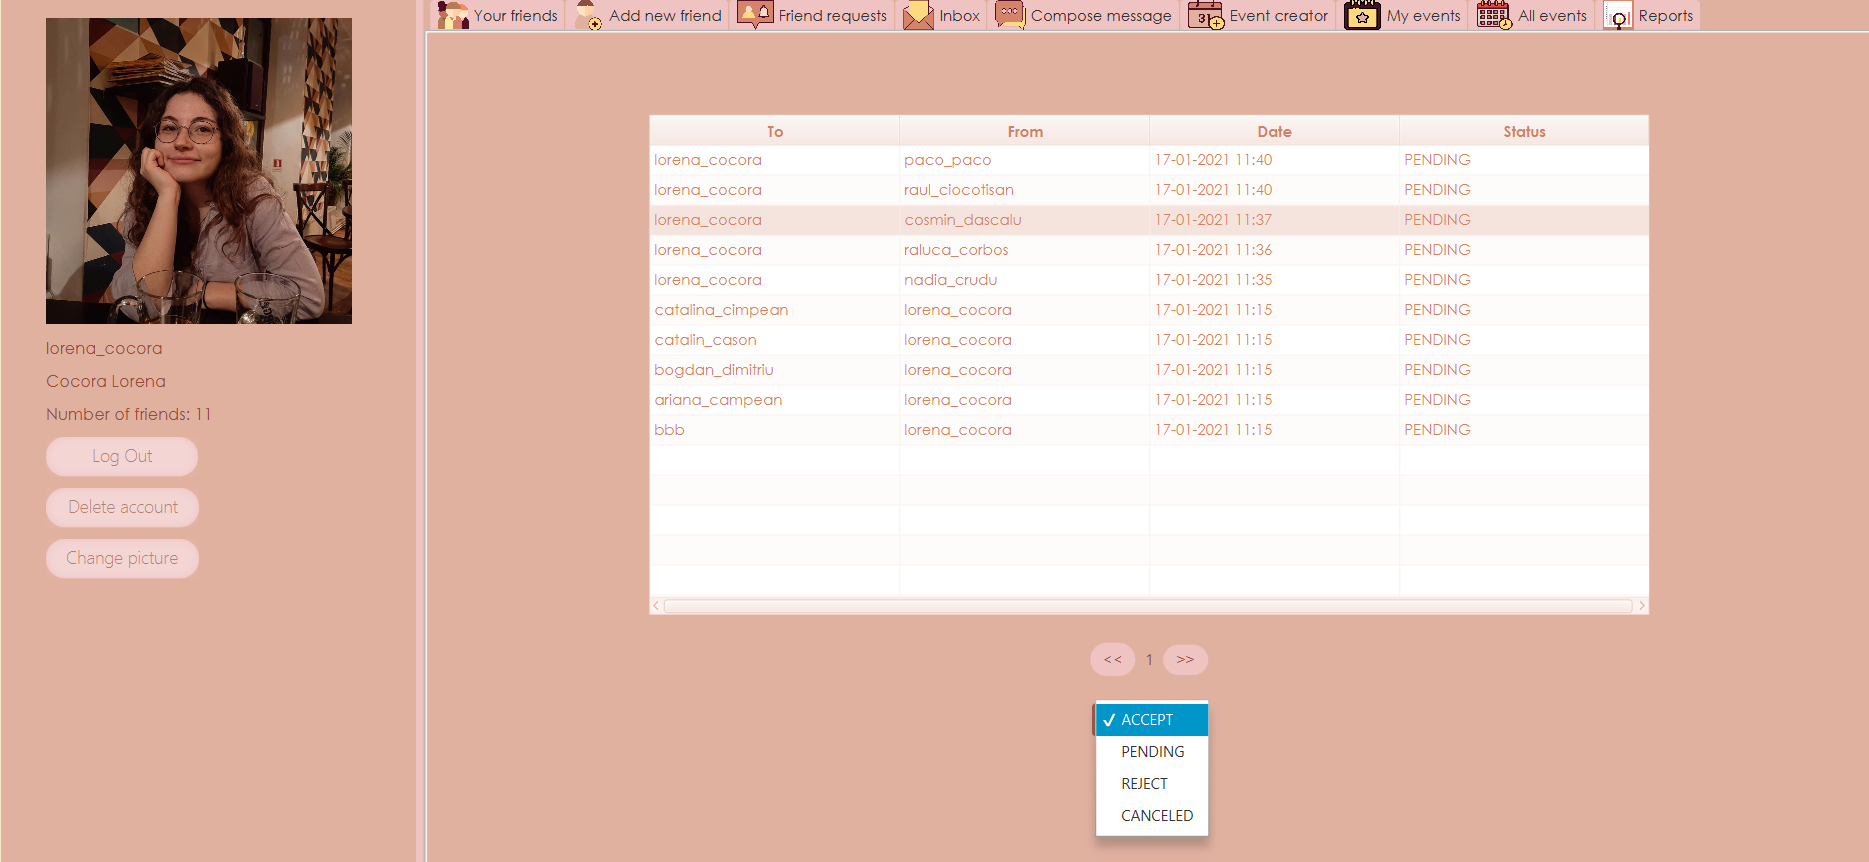 Your friends Add new friend Friend requests Inbox Compose message Event creator My events All events Reports
lorena_cocora
Cocora Lorena
Number of friends: 11
Log Out
Delete account
Change picture
To From Date Status
lorena_cocora paco_paco 17-01-2021 11:40 PENDING
lorena_cocora raul_ciocotisan 17-01-2021 11:40 PENDING
lorena_cocora cosmin_dascalu 17-01-2021 11:37 PENDING
lorena_cocora raluca_corbos 17-01-2021 11:36 PENDING
lorena_cocora nadia_crudu 17-01-2021 11:35 PENDING
catalina_cimpean lorena_cocora 17-01-2021 11:15 PENDING
catalin_cason lorena_cocora 17-01-2021 11:15 PENDING
bogdan_dimitriu lorena_cocora 17-01-2021 11:15 PENDING
ariana_campean lorena_cocora 17-01-2021 11:15 PENDING
bbb lorena_cocora 17-01-2021 11:15 PENDING
<< 1 >>
ACCEPT
PENDING
REJECT
CANCELED